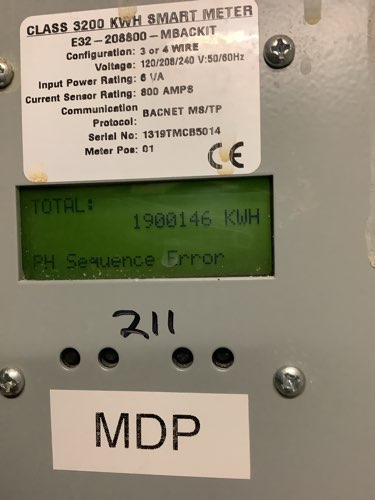 CLASS 3200 KWH SMART METER
E32-208800-MBACKIT
Configuration: 3 or 4 WIRE
Voltage: 120/208/240 V:50/60Hz
Input Power Rating: 6 VA
Current Sensor Rating: 800 AMPS
Communication Protocol: BACNET MS/TP
Serial No: 1319TMCB5014
Meter Pos: 01
CE
TOTAL:
1900146 KWH
PH Sequence Error
211
MDP